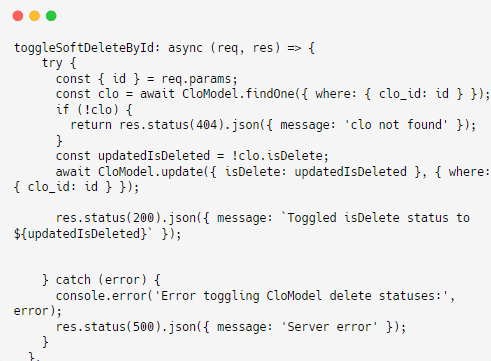 toggleSoftDeleteById: async (req, res) => {
    try {
      const { id } = req.params;
      const clo = await CloModel.findOne({ where: { clo_id: id } });
      if (!clo) {
        return res.status(404).json({ message: 'clo not found' });
      }
      const updatedIsDeleted = !clo.isDelete;
      await CloModel.update({ isDelete: updatedIsDeleted }, { where:
{ clo_id: id } });

      res.status(200).json({ message: `Toggled isDelete status to
${updatedIsDeleted}` });


    } catch (error) {
      console.error('Error toggling CloModel delete statuses:',
error);
      res.status(500).json({ message: 'Server error' });
    }
  },